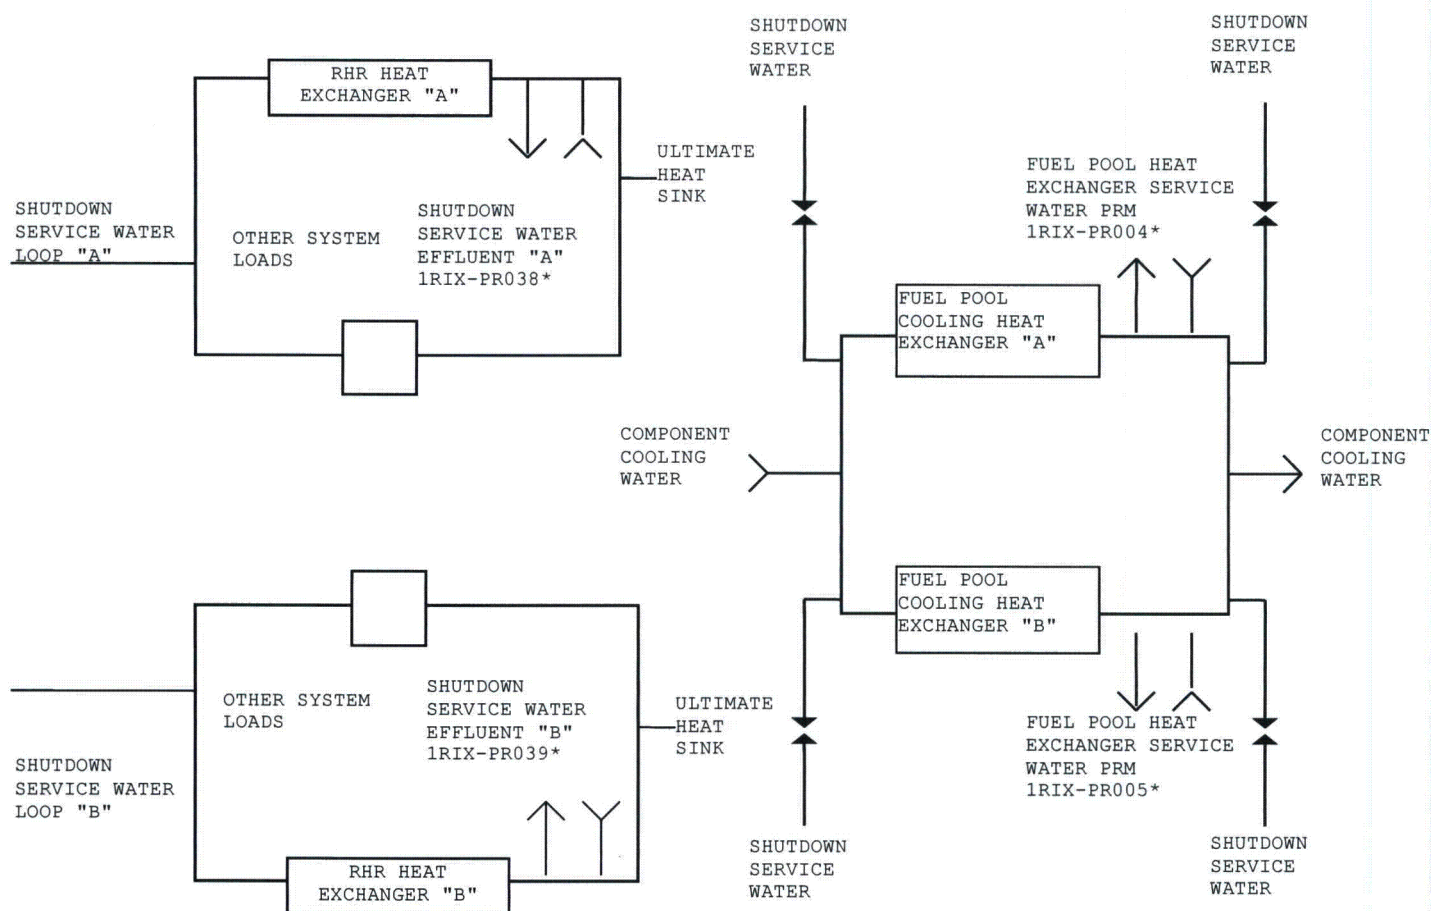 RHR HEAT
EXCHANGER "A"
ULTIMATE
HEAT
SINK
SHUTDOWN
SERVICE WATER
LOOP "A"
OTHER SYSTEM
LOADS
SHUTDOWN
SERVICE WATER
EFFLUENT "A"
1RIX-PR038*
SHUTDOWN
SERVICE
WATER
SHUTDOWN
SERVICE
WATER
FUEL POOL HEAT
EXCHANGER SERVICE
WATER PRM
1RIX-PR004*
FUEL POOL
COOLING HEAT
EXCHANGER "A"
COMPONENT
COOLING
WATER
COMPONENT
COOLING
WATER
FUEL POOL
COOLING HEAT
EXCHANGER "B"
OTHER SYSTEM
LOADS
SHUTDOWN
SERVICE WATER
EFFLUENT "B"
1RIX-PR039*
ULTIMATE
HEAT
SINK
SHUTDOWN
SERVICE WATER
LOOP "B"
RHR HEAT
EXCHANGER "B"
FUEL POOL HEAT
EXCHANGER SERVICE
WATER PRM
1RIX-PR005*
SHUTDOWN
SERVICE
WATER
SHUTDOWN
SERVICE
WATER